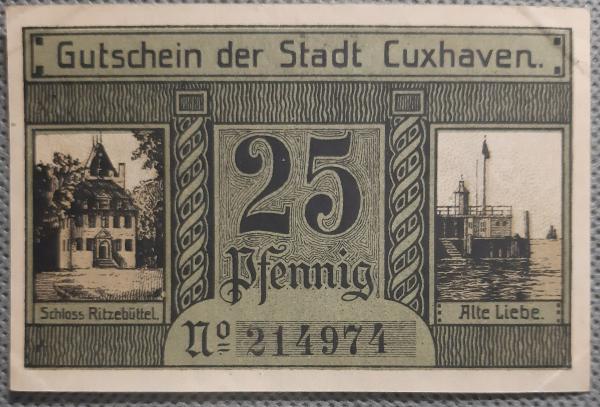 Gutschein der Stadt Cuxhaven.
25
Pfennig
Schloss Ritzebüttel.
Alte Liebe.
No 214974